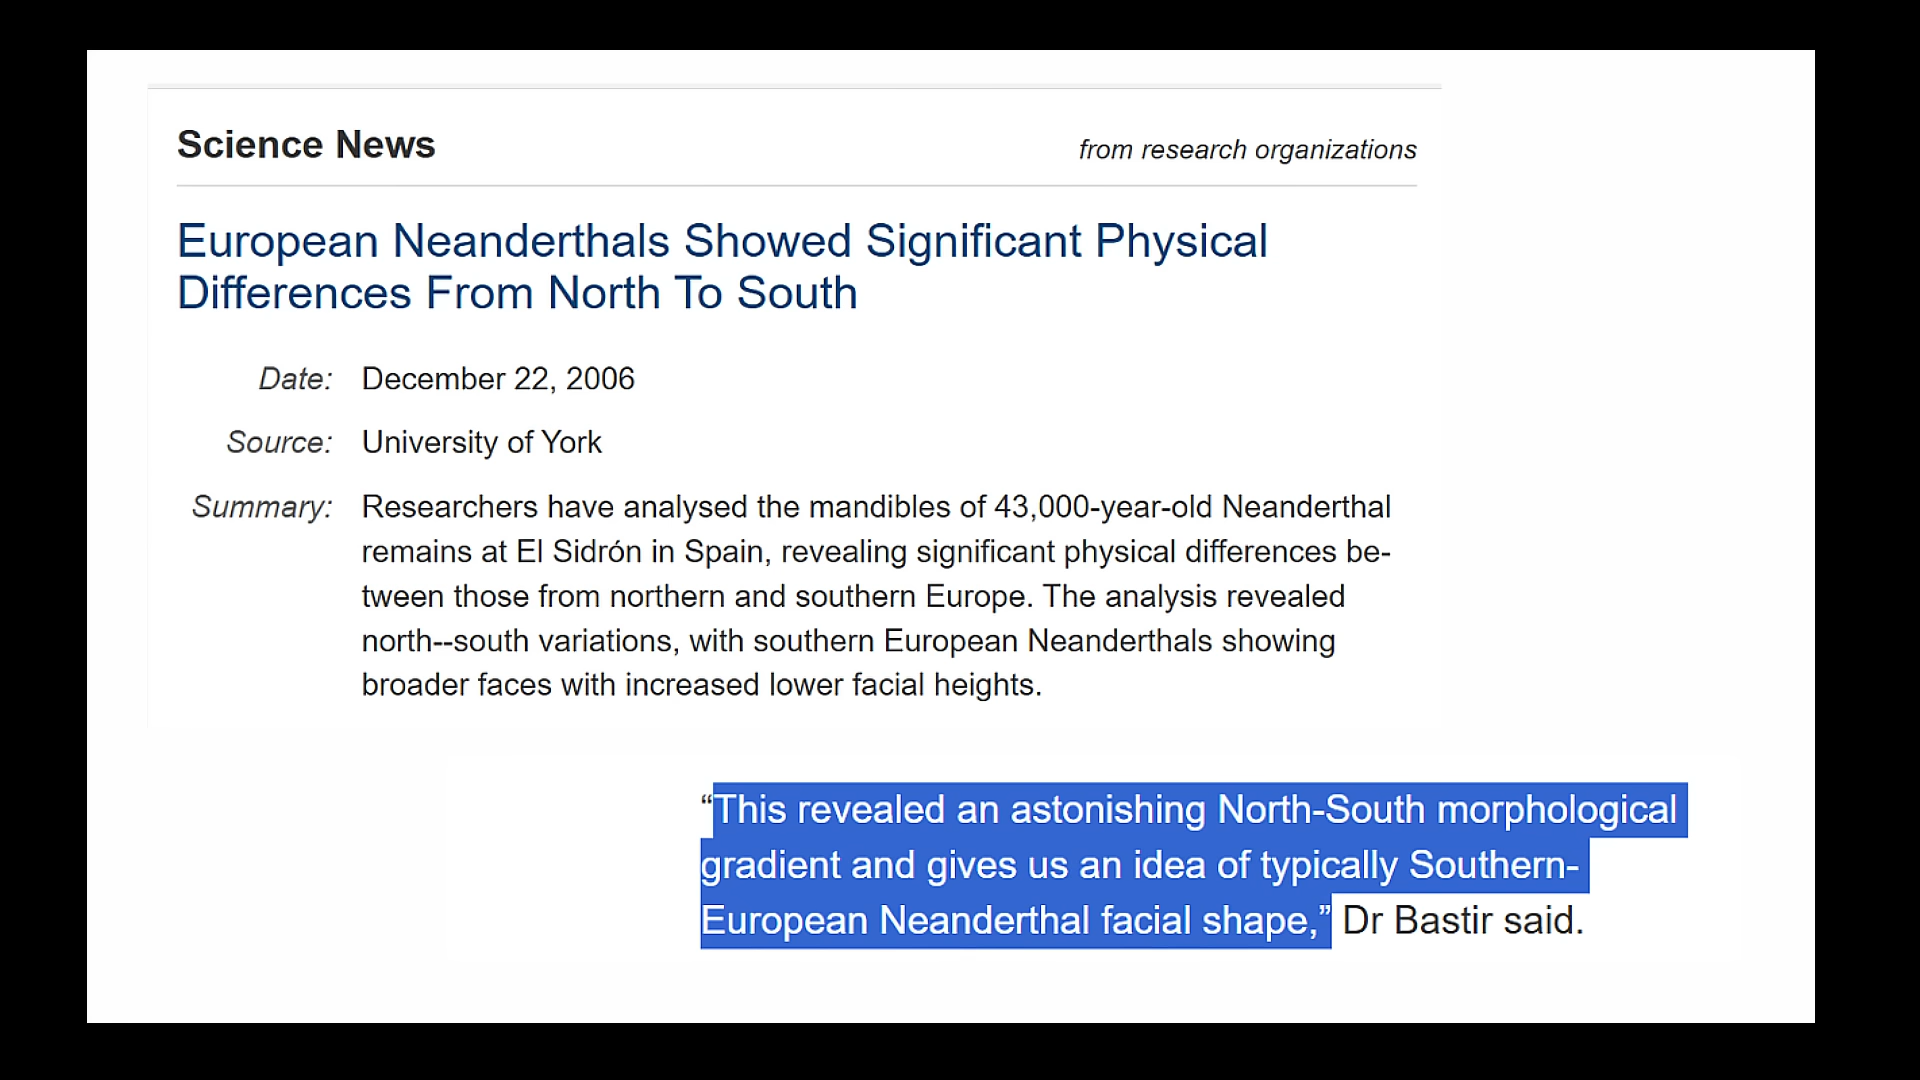 Science News
from research organizations
European Neanderthals Showed Significant Physical
Differences From North To South
Date: December 22, 2006
Source: University of York
Summary: Researchers have analysed the mandibles of 43,000-year-old Neanderthal
remains at El Sidrón in Spain, revealing significant physical differences be-
tween those from northern and southern Europe. The analysis revealed
north--south variations, with southern European Neanderthals showing
broader faces with increased lower facial heights.
“This revealed an astonishing North-South morphological
gradient and gives us an idea of typically Southern-
European Neanderthal facial shape,” Dr Bastir said.